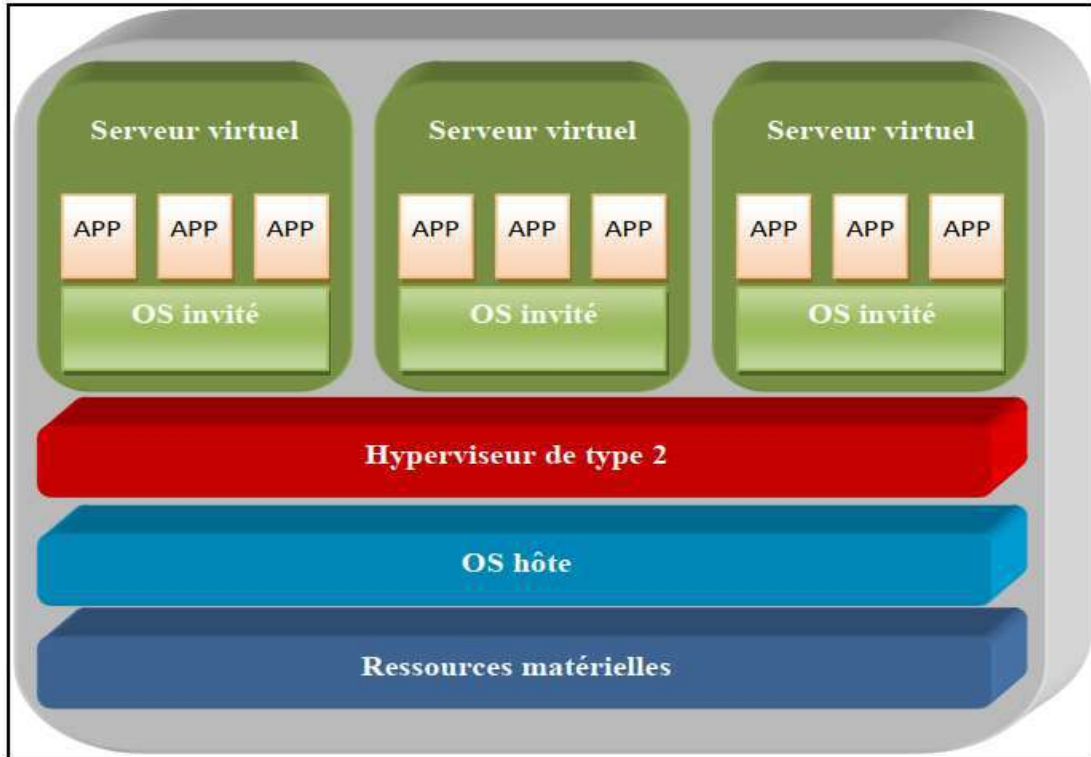 Serveur virtuel
Serveur virtuel
Serveur virtuel
APP APP APP
APP APP APP
APP APP APP
OS invité
OS invité
OS invité
Hyperviseur de type 2
OS hôte
Ressources matérielles